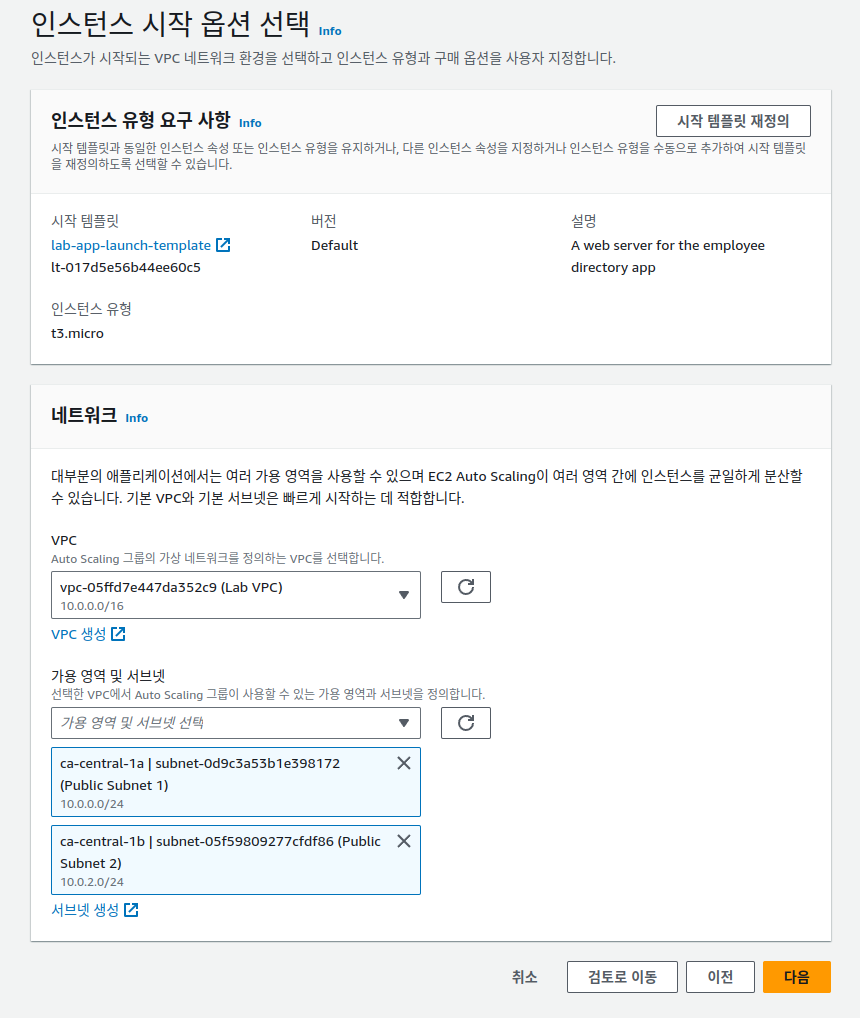 인스턴스 시작 옵션 선택 Info
인스턴스가 시작되는 VPC 네트워크 환경을 선택하고 인스턴스 유형과 구매 옵션을 사용자 지정합니다.
인스턴스 유형 요구 사항 Info
시작 템플릿 재정의
시작 템플릿과 동일한 인스턴스 속성 또는 인스턴스 유형을 유지하거나, 다른 인스턴스 속성을 지정하거나 인스턴스 유형을 수동으로 추가하여 시작 템플릿
을 재정의하도록 선택할 수 있습니다.
시작 템플릿
lab-app-launch-template
lt-017d5e56b44ee60c5
버전
Default
설명
A web server for the employee
directory app
인스턴스 유형
t3.micro
네트워크 Info
대부분의 애플리케이션에서는 여러 가용 영역을 사용할 수 있으며 EC2 Auto Scaling이 여러 영역 간에 인스턴스를 균일하게 분산할
수 있습니다. 기본 VPC와 기본 서브넷은 빠르게 시작하는 데 적합합니다.
VPC
Auto Scaling 그룹의 가상 네트워크를 정의하는 VPC를 선택합니다.
vpc-05ffd7e447da352c9 (Lab VPC)
10.0.0.0/16
VPC 생성
가용 영역 및 서브넷
선택한 VPC에서 Auto Scaling 그룹이 사용할 수 있는 가용 영역과 서브넷을 정의합니다.
가용 영역 및 서브넷 선택
ca-central-1a | subnet-0d9c3a53b1e398172
(Public Subnet 1)
10.0.0.0/24
ca-central-1b | subnet-05f59809277cfdf86 (Public
Subnet 2)
10.0.2.0/24
서브넷 생성
취소
검토로 이동
이전
다음